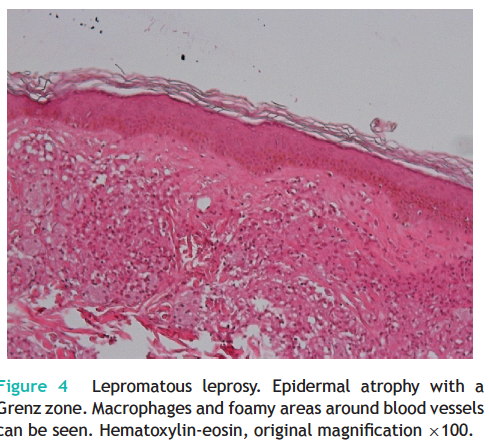 Figure 4 Lepromatous leprosy. Epidermal atrophy with a
Grenz zone. Macrophages and foamy areas around blood vessels
can be seen. Hematoxylin-eosin, original magnification ×100.